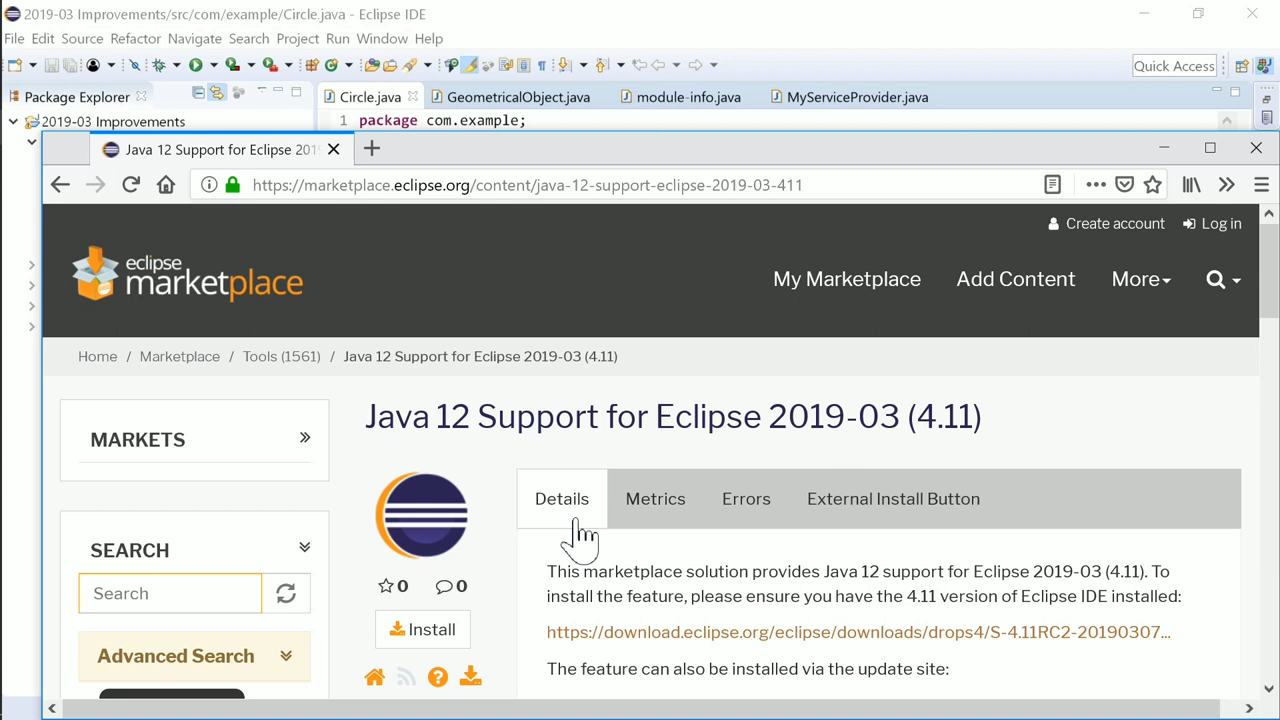 2019-03 Improvements/src/com/example/Circle.java - Eclipse IDE
File Edit Source Refactor Navigate Search Project Run Window Help
Quick Access
Package Explorer
Circle.java GeometricalObject.java module-info.java MyServiceProvider.java
2019-03 Improvements
1 package com.example;
Java 12 Support for Eclipse 201
https://marketplace.eclipse.org/content/java-12-support-eclipse-2019-03-411
Create account Log in
eclipse
marketplace
My Marketplace Add Content More
Home / Marketplace / Tools (1561) / Java 12 Support for Eclipse 2019-03 (4.11)
MARKETS
Java 12 Support for Eclipse 2019-03 (4.11)
Details Metrics Errors External Install Button
SEARCH
Search
Advanced Search
0 0
Install
This marketplace solution provides Java 12 support for Eclipse 2019-03 (4.11). To
install the feature, please ensure you have the 4.11 version of Eclipse IDE installed:
https://download.eclipse.org/eclipse/downloads/drops4/S-4.11RC2-20190307...
The feature can also be installed via the update site: